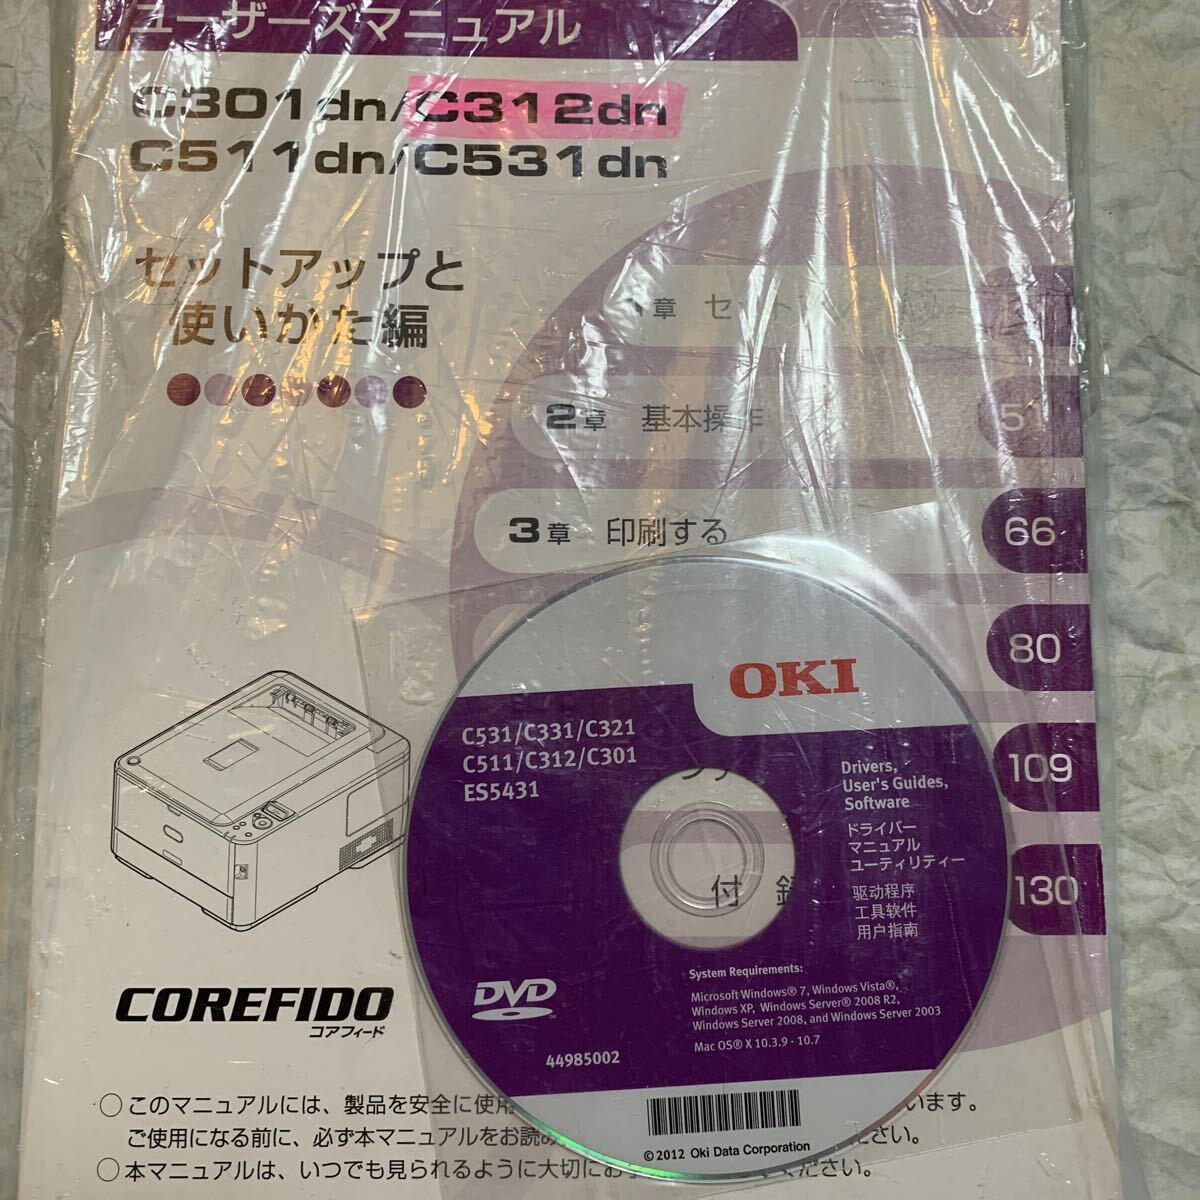 ユーザーズマニュアル
C301dn/C312dn
C511dn/C531dn
セットアップと
使いかた編
章 セット
2章 基本操作 51
3章 印刷する 66
80
109
付 録 130
OKI
C531/C331/C321
C511/C312/C301
ES5431
Drivers,
User's Guides,
Software
ドライバー
マニュアル
ユーティリティー
驱动程序
工具软件
用户指南
System Requirements:
Microsoft Windows® 7, Windows Vista®,
Windows XP, Windows Server® 2008 R2,
Windows Server 2008, and Windows Server 2003
Mac OS® X 10.3.9 - 10.7
DVD
44985002
© 2012 Oki Data Corporation
COREFIDO
コアフィード
○このマニュアルには、製品を安全に使用 います。
ご使用になる前に、必ず本マニュアルをお読み ださい。
○本マニュアルは、いつでも見られるように大切にお ください。